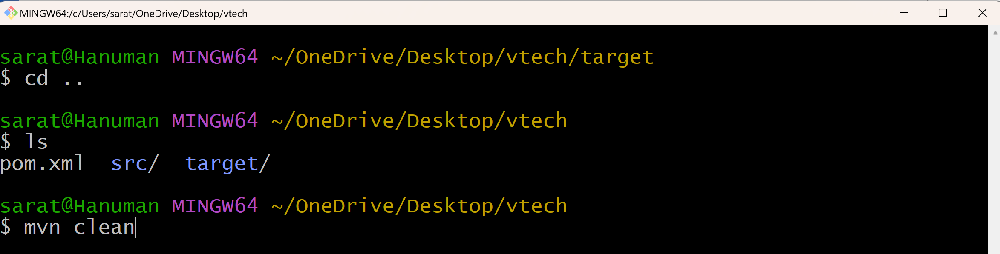 MINGW64:/c/Users/sarat/OneDrive/Desktop/vtech
sarat@Hanuman MINGW64 ~/OneDrive/Desktop/vtech/target
$ cd ..
sarat@Hanuman MINGW64 ~/OneDrive/Desktop/vtech
$ ls
pom.xml  src/  target/
sarat@Hanuman MINGW64 ~/OneDrive/Desktop/vtech
$ mvn clean